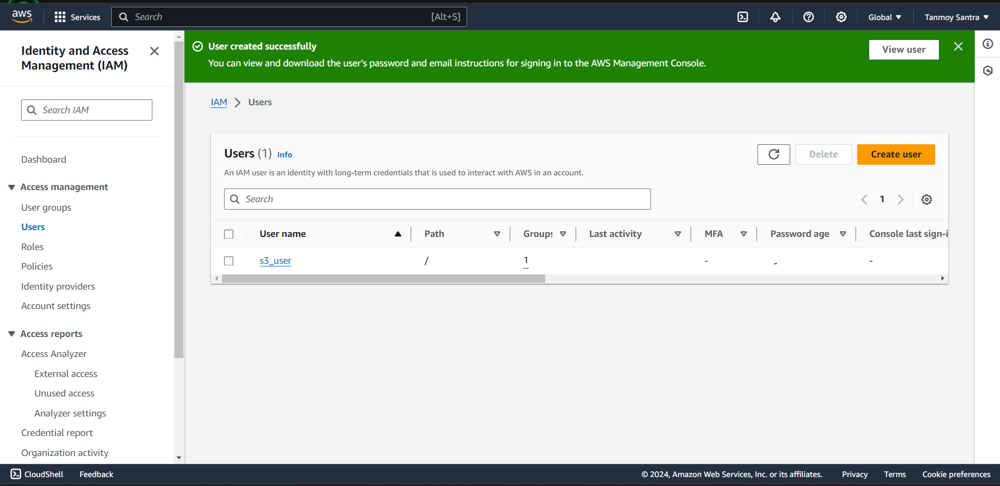 aws Services Search [Alt+S] Global Tanmoy Santra
Identity and Access
Management (IAM)
Search IAM
Dashboard
Access management
User groups
Users
Roles
Policies
Identity providers
Account settings
Access reports
Access Analyzer
External access
Unused access
Analyzer settings
Credential report
Organization activity
User created successfully
You can view and download the user's password and email instructions for signing in to the AWS Management Console.
View user
IAM > Users
Users (1) Info
Delete Create user
An IAM user is an identity with long-term credentials that is used to interact with AWS in an account.
Search
1
User name Path Groups Last activity MFA Password age Console last sign-i
s3_user / 1 - - -
CloudShell Feedback © 2024, Amazon Web Services, Inc. or its affiliates. Privacy Terms Cookie preferences